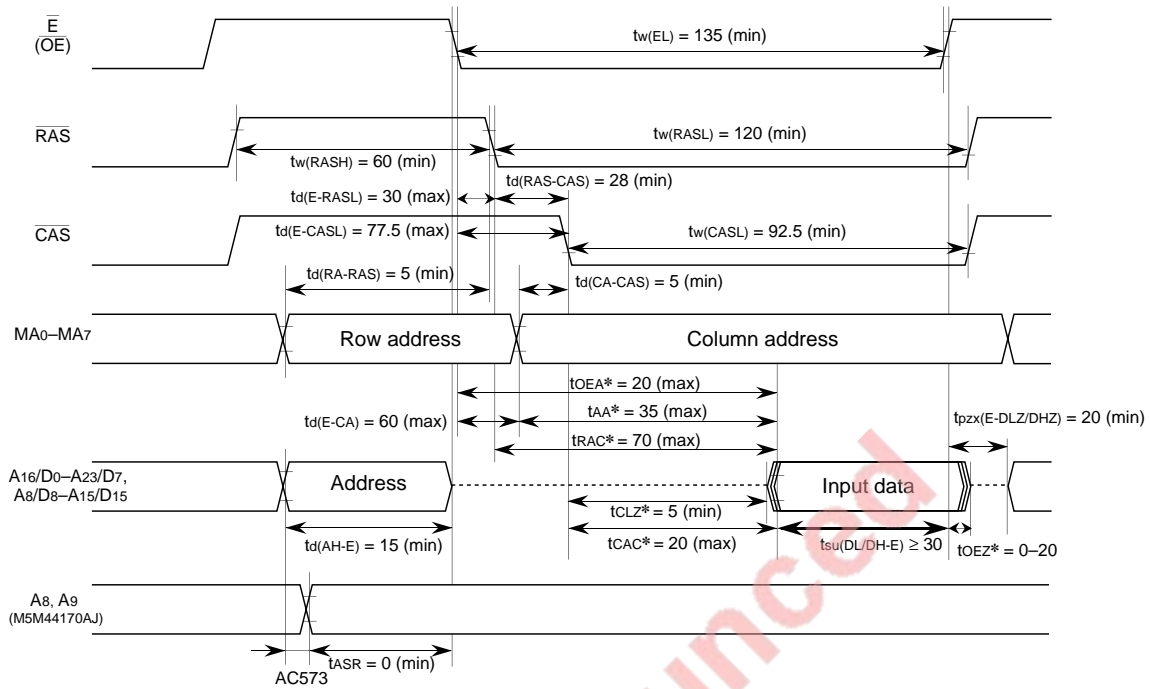 E
(OE)
tw(EL) = 135 (min)
RAS
tw(RASH) = 60 (min)
tw(RASL) = 120 (min)
td(E-RASL) = 30 (max)
td(RAS-CAS) = 28 (min)
CAS
td(E-CASL) = 77.5 (max)
tw(CASL) = 92.5 (min)
td(RA-RAS) = 5 (min)
td(CA-CAS) = 5 (min)
MA0–MA7
Row address
Column address
tOEA* = 20 (max)
td(E-CA) = 60 (max)
tAA* = 35 (max)
tpzx(E-DLZ/DHZ) = 20 (min)
tRAC* = 70 (max)
A16/D0–A23/D7,
A8/D8–A15/D15
Address
Input data
tCLZ* = 5 (min)
td(AH-E) = 15 (min)
tCAC* = 20 (max)
tsu(DL/DH-E) ≥ 30
tOEZ* = 0–20
A8, A9
(M5M44170AJ)
tASR = 0 (min)
AC573
unced